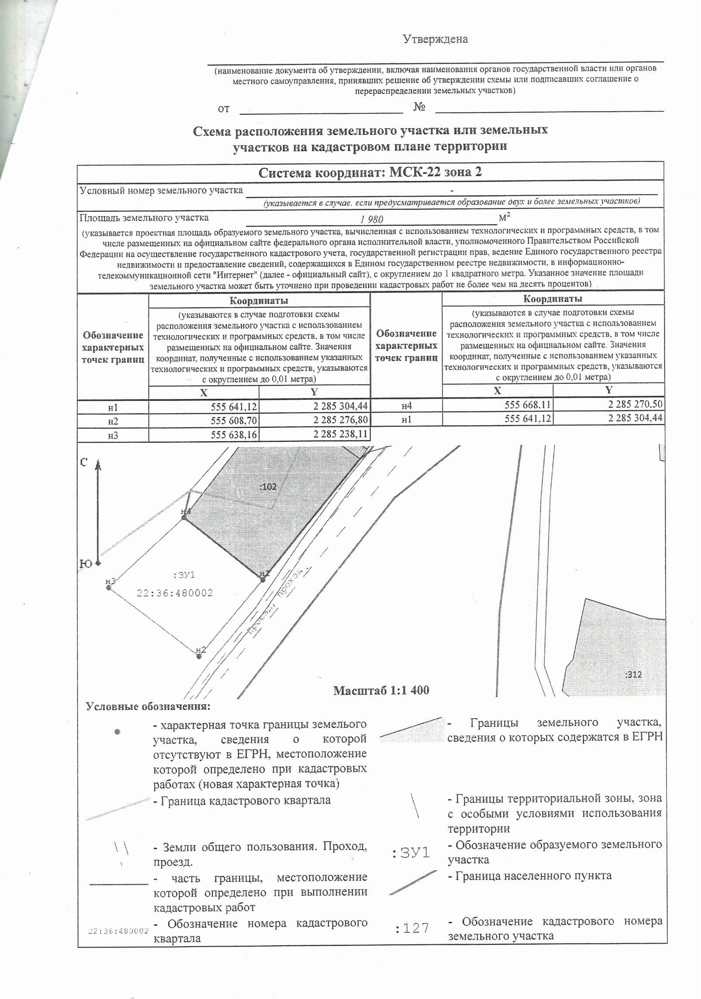 Утверждена
(наименование документа об утверждении, включая наименования органов государственной власти или органов
местного самоуправления, принявших решение об утверждении схемы или подписавших соглашение о
перераспределении земельных участков)
от № 
Схема расположения земельного участка или земельных
участков на кадастровом плане территории
Система координат: МСК-22 зона 2
Условный номер земельного участка -
(указывается в случае. если предусматривается образование двух и более земельных участков)
Площадь земельного участка 1 980 м²
(указывается проектная площадь образуемого земельного участка, вычисленная с использованием технологических и программных средств, в том
числе размещенных на официальном сайте федерального органа исполнительной власти, уполномоченного Правительством Российской
Федерации на осуществление государственного кадастрового учета, государственной регистрации прав, ведение Единого государственного реестра
недвижимости и предоставление сведений, содержащихся в Едином государственном реестре недвижимости, в информационно-
телекоммуникационной сети "Интернет" (далее - официальный сайт), с округлением до 1 квадратного метра. Указанное значение площади
земельного участка может быть уточнено при проведении кадастровых работ не более чем на десять процентов)
Обозначение
характерных
точек границ
Координаты
(указываются в случае подготовки схемы
расположения земельного участка с использованием
технологических и программных средств, в том числе
размещенных на официальном сайте. Значения
координат, полученные с использованием указанных
технологических и программных средств, указываются
с округлением до 0,01 метра)
X Y
Обозначение
характерных
точек границ
Координаты
(указываются в случае подготовки схемы
расположения земельного участка с использованием
технологических и программных средств, в том числе
размещенных на официальном сайте. Значения
координат, полученные с использованием указанных
технологических и программных средств, указываются
с округлением до 0,01 метра)
X Y
н1 555 641,12 2 285 304,44 н4 555 668,11 2 285 270,50
н2 555 608,70 2 285 276,80 н1 555 641,12 2 285 304,44
н3 555 638,16 2 285 238,11
С
:102
н4
Ю
н1
:ЗУ1
н3
22:36:480002
проезд, проход
н2
:312
Масштаб 1:1 400
Условные обозначения:
- характерная точка границы земелього
участка, сведения о которой
отсутствуют в ЕГРН, местоположение
которой определено при кадастровых
работах (новая характерная точка)
- Границы земельного участка,
сведения о которых содержатся в ЕГРН
- Граница кадастрового квартала
- Границы территориальной зоны, зона
с особыми условиями использования
территории
- Земли общего пользования. Проход,
проезд.
:ЗУ1 - Обозначение образуемого земельного
участка
- часть границы, местоположение
которой определено при выполнении
кадастровых работ
- Граница населенного пункта
22:36:480002 - Обозначение номера кадастрового
квартала
:127 - Обозначение кадастрового номера
земельного участка